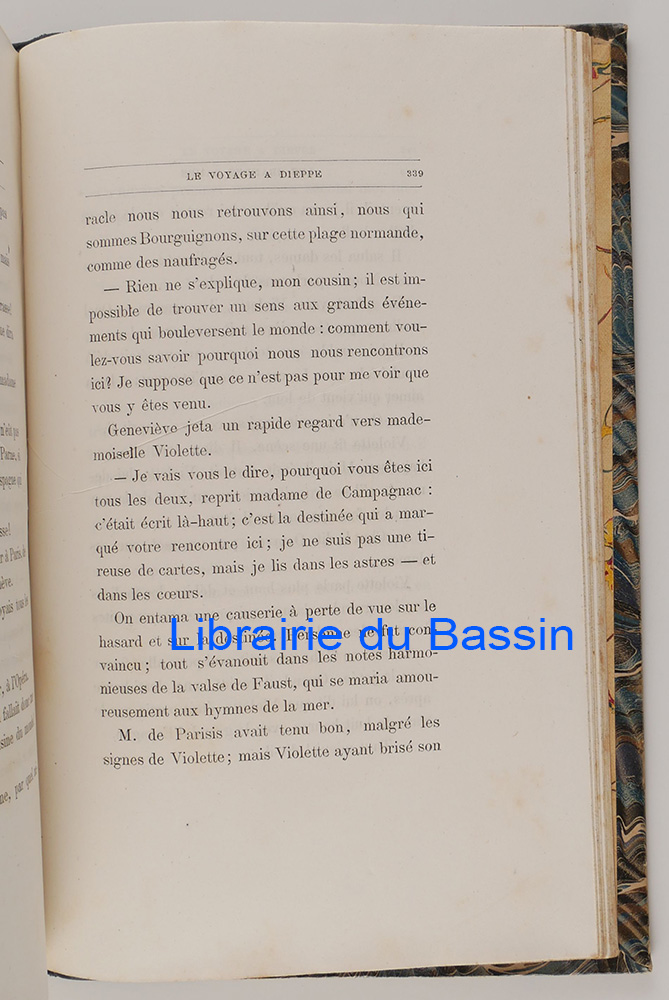 LE VOYAGE A DIEPPE 339
racle nous nous retrouvons ainsi, nous qui
sommes Bourguignons, sur cette plage normande,
comme des naufragés.
— Rien ne s'explique, mon cousin; il est im-
possible de trouver un sens aux grands événe-
ments qui bouleversent le monde : comment vou-
lez-vous savoir pourquoi nous nous rencontrons
ici? Je suppose que ce n'est pas pour me voir que
vous y êtes venu.
Geneviève jeta un rapide regard vers made-
moiselle Violette.
— Je vais vous le dire, pourquoi vous êtes ici
tous les deux, reprit madame de Campagnac :
c'était écrit là-haut; c'est la destinée qui a mar-
qué votre rencontre ici; je ne suis pas une ti-
reuse de cartes, mais je lis dans les astres — et
dans les cœurs.
On entama une causerie à perte de vue sur le
hasard et sur la destinée. Personne ne fut con-
vaincu; tout s'évanouit dans les notes harmo-
nieuses de la valse de Faust, qui se maria amou-
reusement aux hymnes de la mer.
M. de Parisis avait tenu bon, malgré les
signes de Violette; mais Violette ayant brisé son
Librairie du Bassin